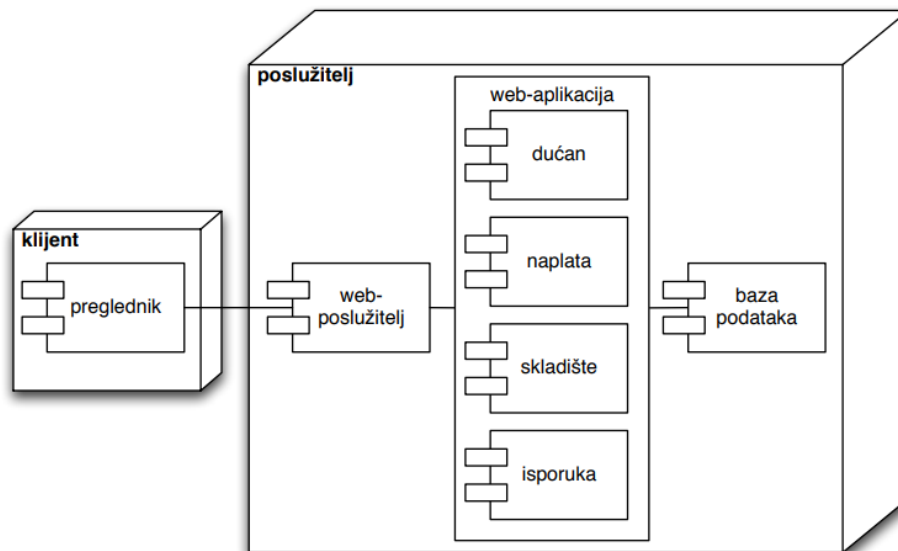 poslužitelj
web-aplikacija
dućan
naplata
skladište
isporuka
klijent
preglednik
web-
poslužitelj
baza
podataka